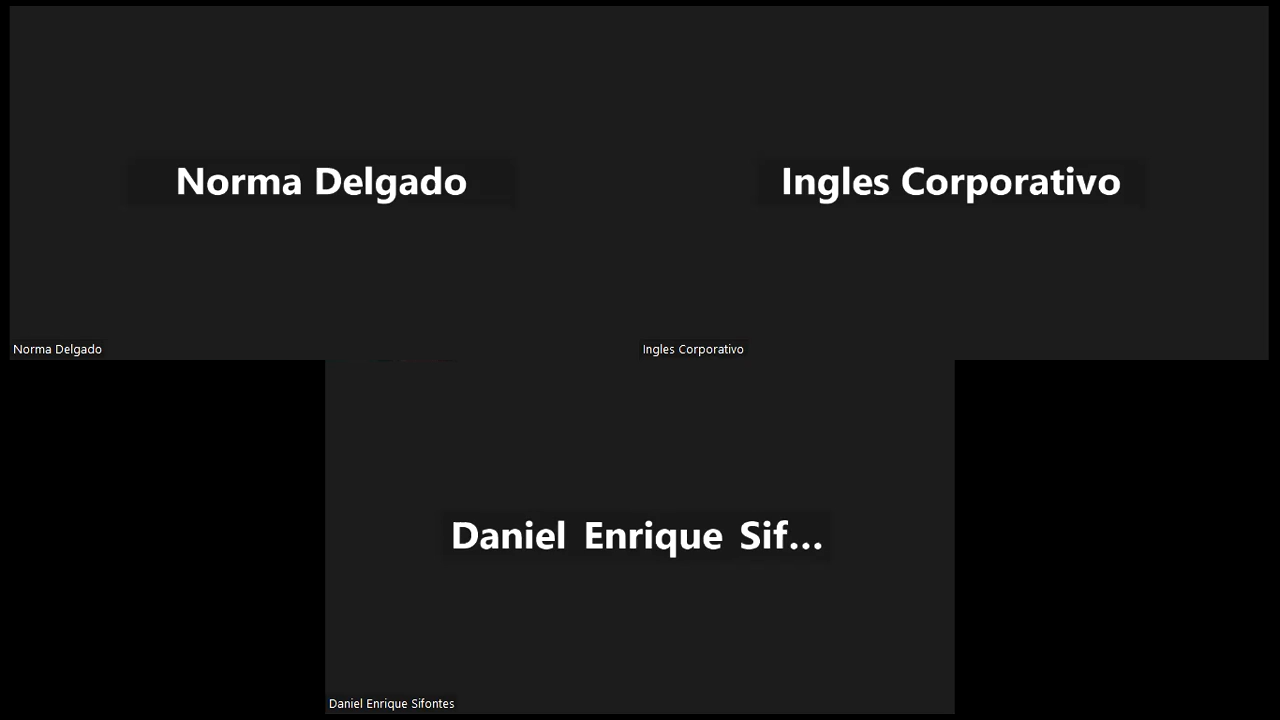 Norma Delgado
Ingles Corporativo
Norma Delgado
Ingles Corporativo
Daniel Enrique Sif...
Daniel Enrique Sifontes